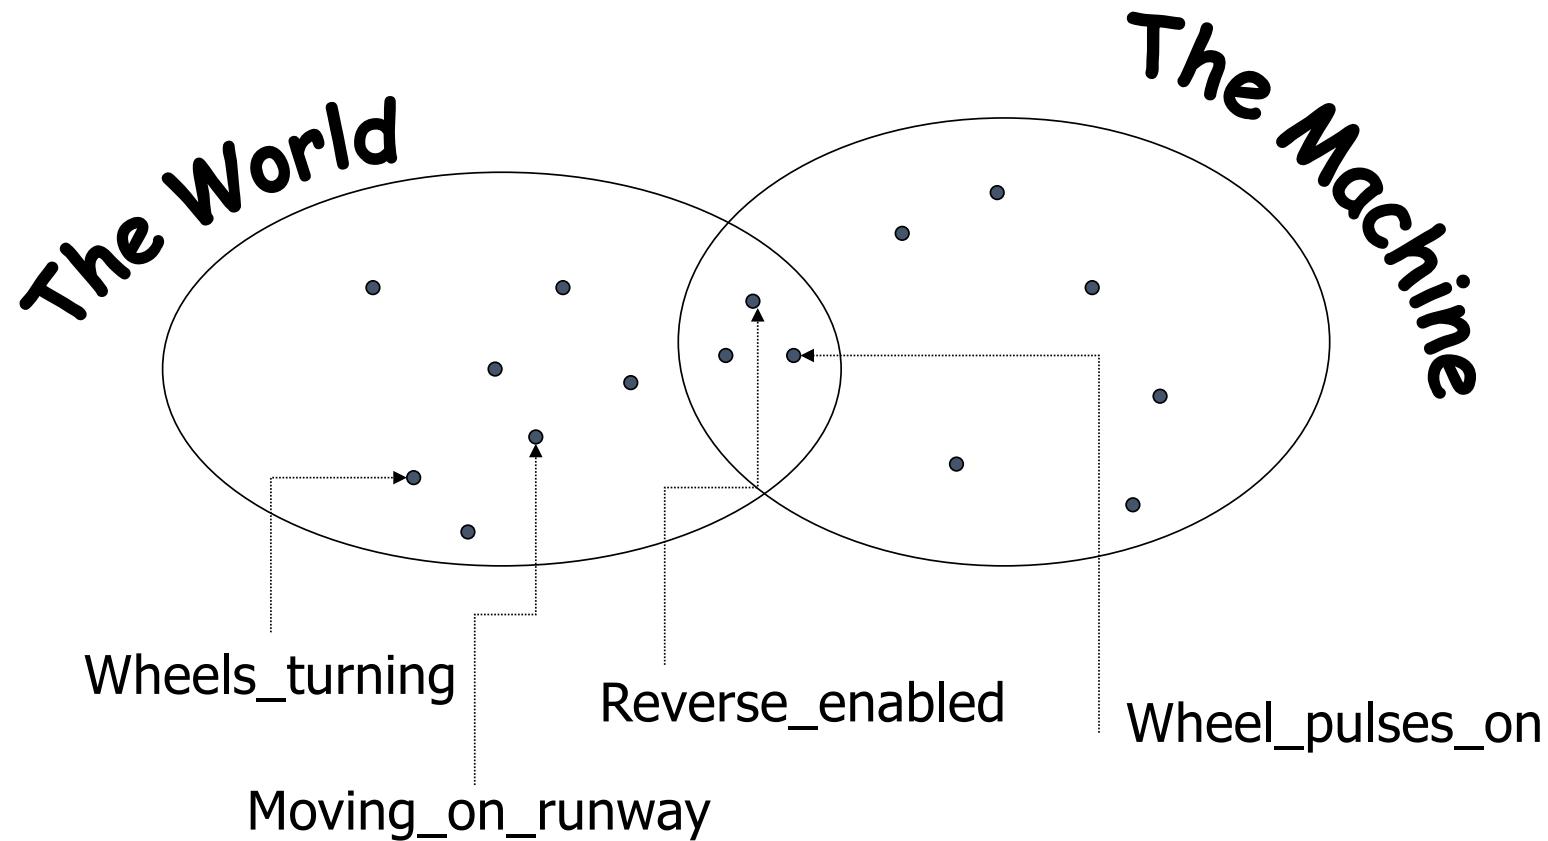 The World
The Machine
Wheels_turning
Reverse_enabled
Wheel_pulses_on
Moving_on_runway